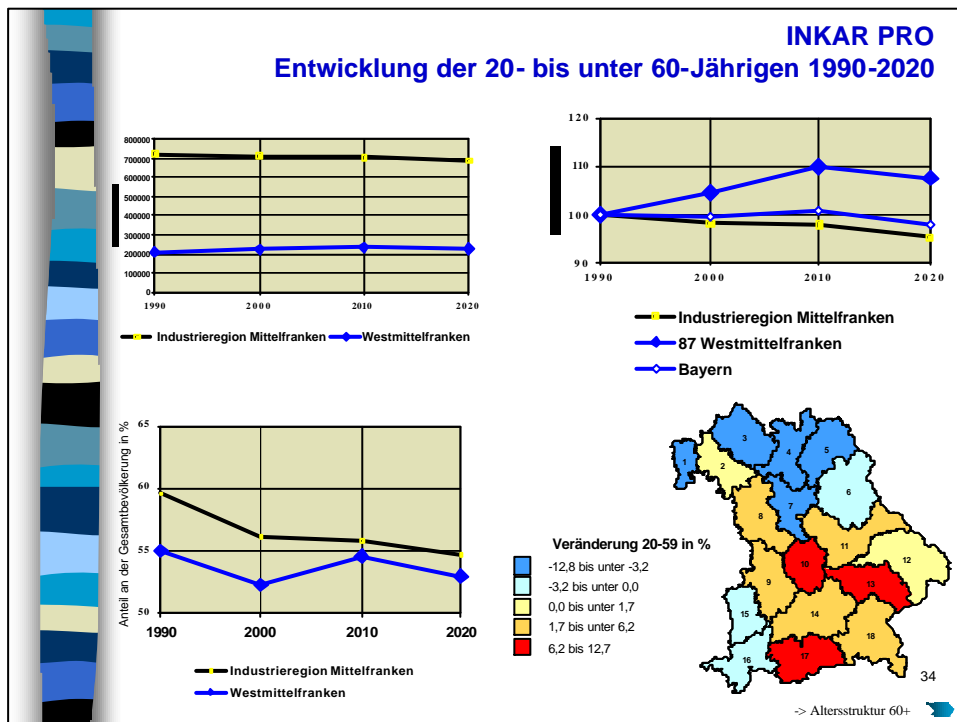 INKAR PRO
Entwicklung der 20- bis unter 60-Jährigen 1990-2020
800000
700000
600000
500000
400000
300000
200000
100000
0
1990 2000 2010 2020
Industrieregion Mittelfranken Westmittelfranken
120
110
100
90
1990 2000 2010 2020
Industrieregion Mittelfranken
87 Westmittelfranken
Bayern
Anteil an der Gesamtbevölkerung in %
65
60
55
50
1990 2000 2010 2020
Industrieregion Mittelfranken
Westmittelfranken
Veränderung 20-59 in %
-12,8 bis unter -3,2
-3,2 bis unter 0,0
0,0 bis unter 1,7
1,7 bis unter 6,2
6,2 bis 12,7
1
2
3
4
5
6
7
8
9
10
11
12
13
14
15
16
17
18
34
-> Altersstruktur 60+